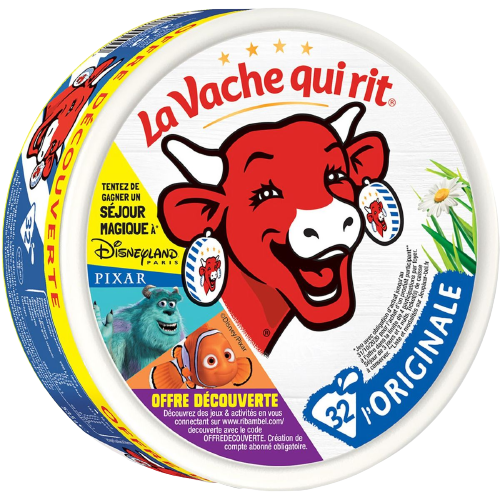 La Vache qui rit®
OFFRE DÉCOUVERTE
TENTEZ DE
GAGNER UN
SÉJOUR
MAGIQUE À*
DISNEYLAND
PARIS
PIXAR
©Disney/Pixar
OFFRE DÉCOUVERTE
Découvrez des jeux & activités en vous
connectant sur www.ribambel.com/
decouverte avec le code
OFFREDECOUVERTE. Création de
compte abonné obligatoire.
32
l'ORIGINALE